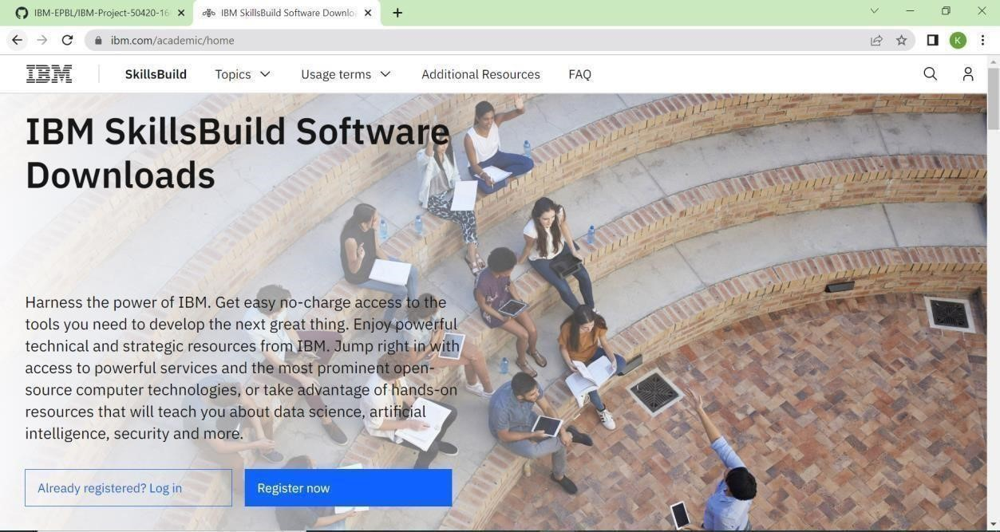 IBM-EPBL/IBM-Project-50420-16
IBM SkillsBuild Software Downlo
ibm.com/academic/home
K
IBM
SkillsBuild
Topics
Usage terms
Additional Resources
FAQ
IBM SkillsBuild Software
Downloads
Harness the power of IBM. Get easy no-charge access to the
tools you need to develop the next great thing. Enjoy powerful
technical and strategic resources from IBM. Jump right in with
access to powerful services and the most prominent open-
source computer technologies, or take advantage of hands-on
resources that will teach you about data science, artificial
intelligence, security and more.
Already registered? Log in
Register now